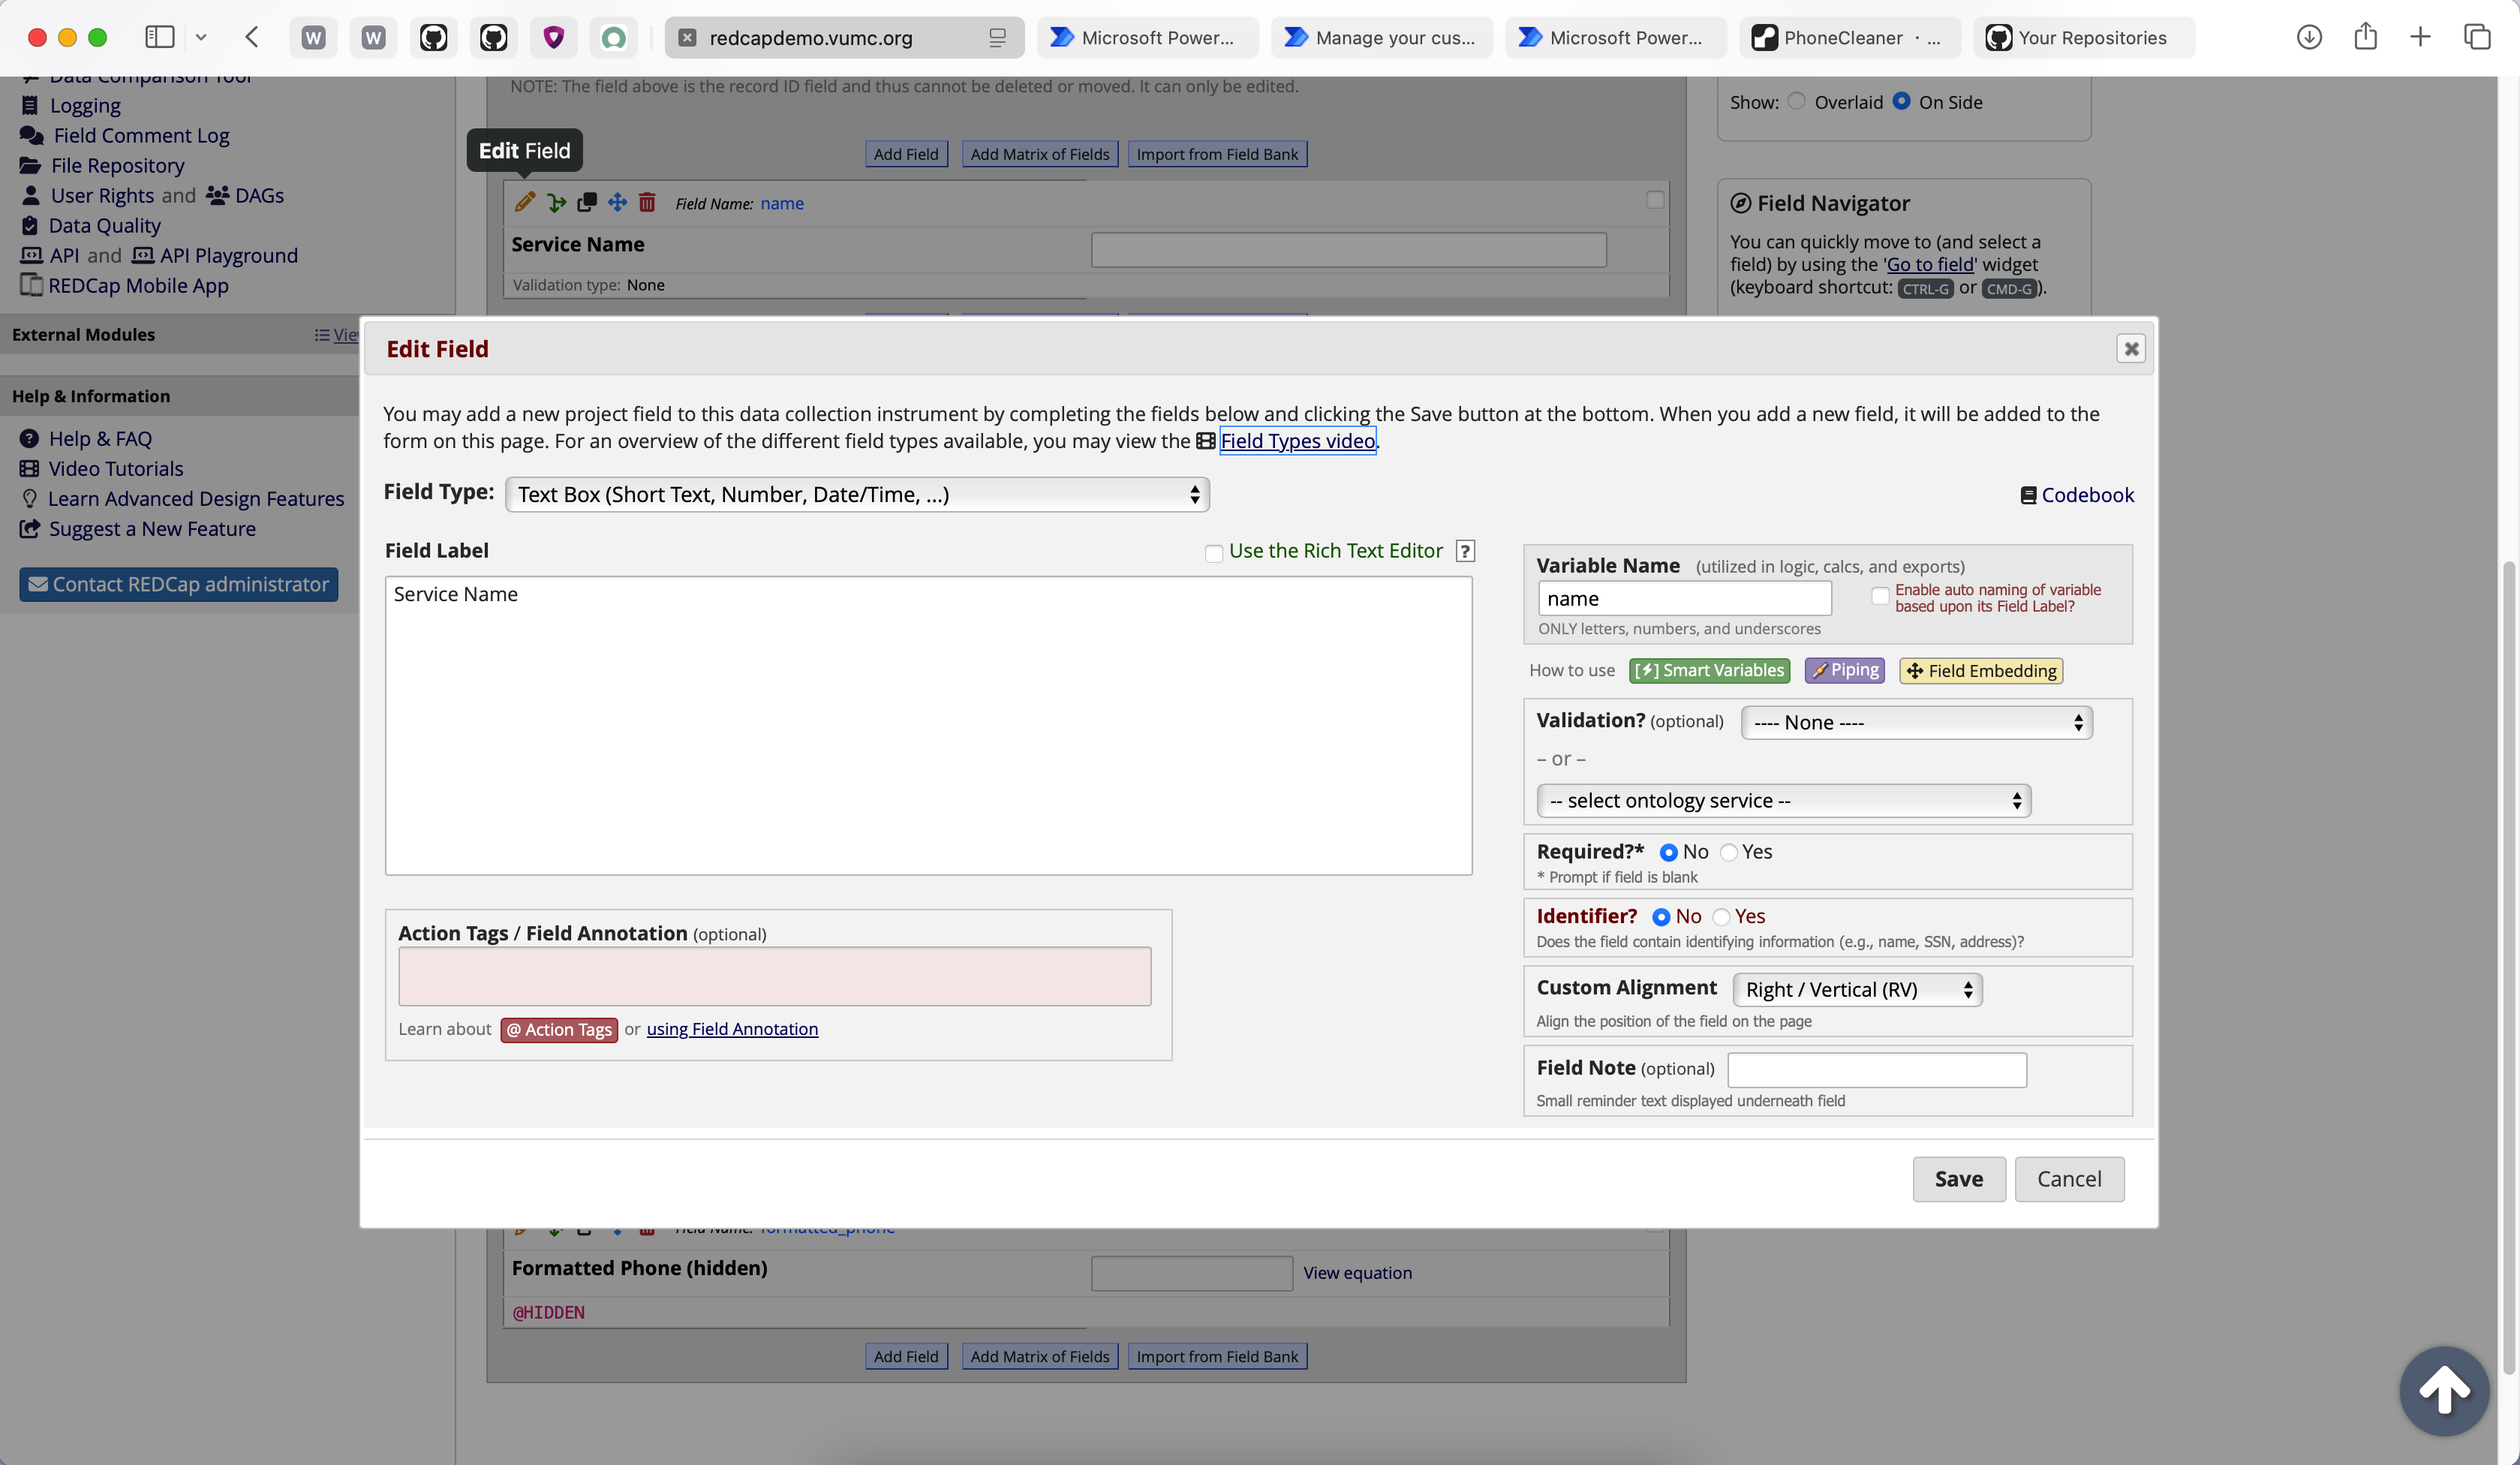 W
W
redcapdemo.vumc.org
Microsoft Power...
Manage your cus...
Microsoft Power...
PhoneCleaner · ...
Your Repositories
Data Comparison Tool
Logging
Field Comment Log
File Repository
User Rights and DAGs
Data Quality
API and API Playground
REDCap Mobile App
External Modules
View
Help & Information
Help & FAQ
Video Tutorials
Learn Advanced Design Features
Suggest a New Feature
Contact REDCap administrator
NOTE: The field above is the record ID field and thus cannot be deleted or moved. It can only be edited.
Edit Field
Add Field
Add Matrix of Fields
Import from Field Bank
Field Name: name
Service Name
Validation type: None
Show: Overlaid On Side
Field Navigator
You can quickly move to (and select a
field) by using the 'Go to field' widget
(keyboard shortcut: CTRL-G or CMD-G).
Edit Field
You may add a new project field to this data collection instrument by completing the fields below and clicking the Save button at the bottom. When you add a new field, it will be added to the
form on this page. For an overview of the different field types available, you may view the Field Types video.
Field Type: Text Box (Short Text, Number, Date/Time, ...)
Codebook
Field Label
Use the Rich Text Editor ?
Service Name
Action Tags / Field Annotation (optional)
Learn about @ Action Tags or using Field Annotation
Variable Name (utilized in logic, calcs, and exports)
name
Enable auto naming of variable
based upon its Field Label?
ONLY letters, numbers, and underscores
How to use [⚡] Smart Variables Piping Field Embedding
Validation? (optional) ---- None ----
– or –
-- select ontology service --
Required?* No Yes
* Prompt if field is blank
Identifier? No Yes
Does the field contain identifying information (e.g., name, SSN, address)?
Custom Alignment Right / Vertical (RV)
Align the position of the field on the page
Field Note (optional)
Small reminder text displayed underneath field
Save
Cancel
Field Name: formatted_phone
Formatted Phone (hidden)
View equation
@HIDDEN
Add Field
Add Matrix of Fields
Import from Field Bank